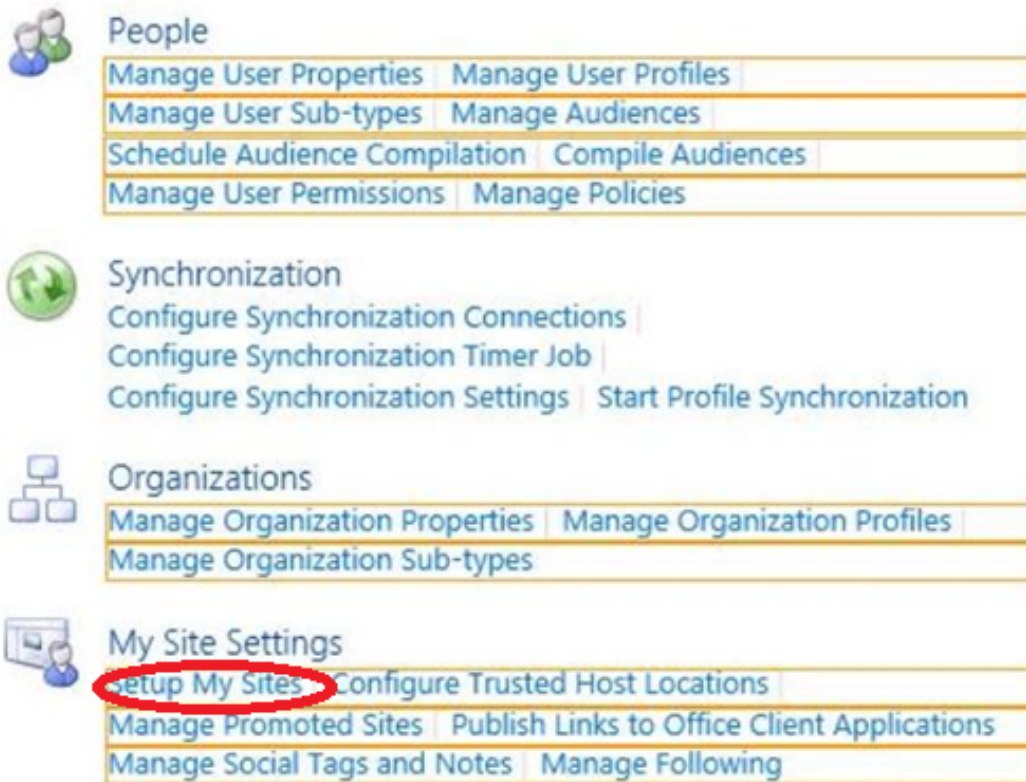 People
Manage User Properties | Manage User Profiles |
Manage User Sub-types | Manage Audiences |
Schedule Audience Compilation | Compile Audiences |
Manage User Permissions | Manage Policies
Synchronization
Configure Synchronization Connections |
Configure Synchronization Timer Job |
Configure Synchronization Settings | Start Profile Synchronization
Organizations
Manage Organization Properties | Manage Organization Profiles |
Manage Organization Sub-types
My Site Settings
Setup My Sites | Configure Trusted Host Locations |
Manage Promoted Sites | Publish Links to Office Client Applications
Manage Social Tags and Notes | Manage Following